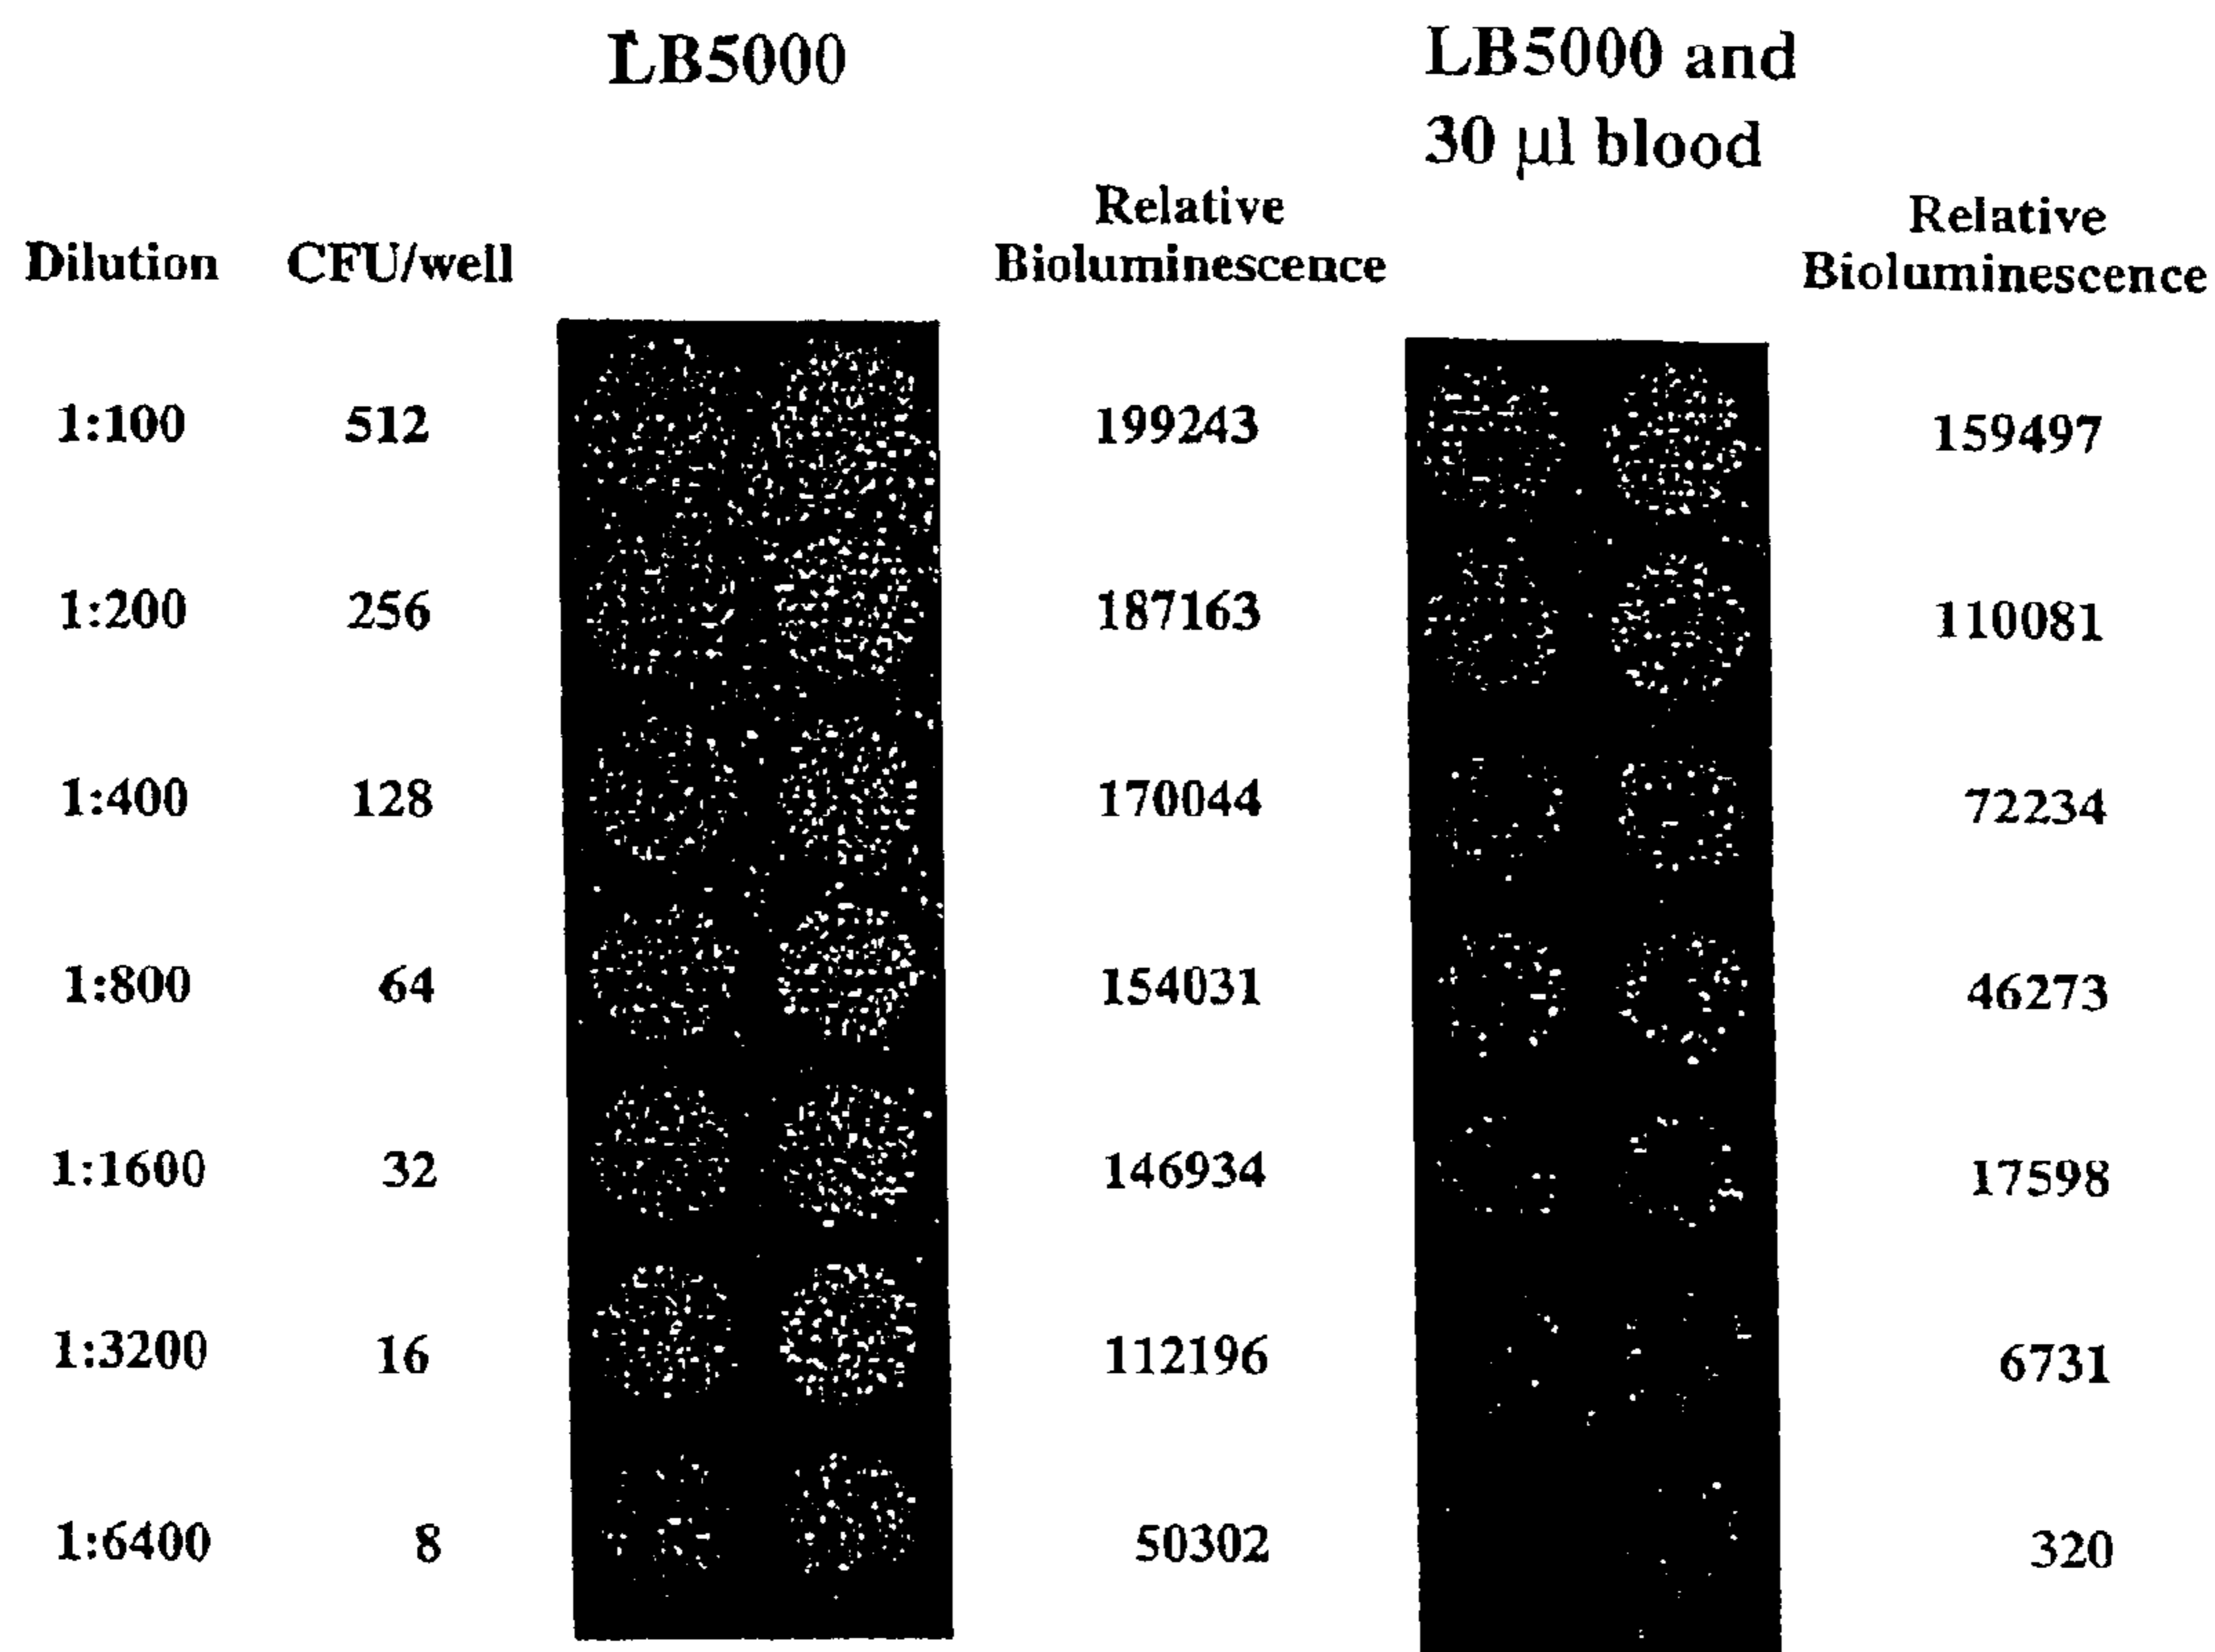 LB5000
LB5000 and
30 µl blood
Relative
Bioluminescence
Relative
Bioluminescence
Dilution CFU/well
1:100 512 199243 159497
1:200 256 187163 110081
1:400 128 170044 72234
1:800 64 154031 46273
1:1600 32 146934 17598
1:3200 16 112196 6731
1:6400 8 50302 320